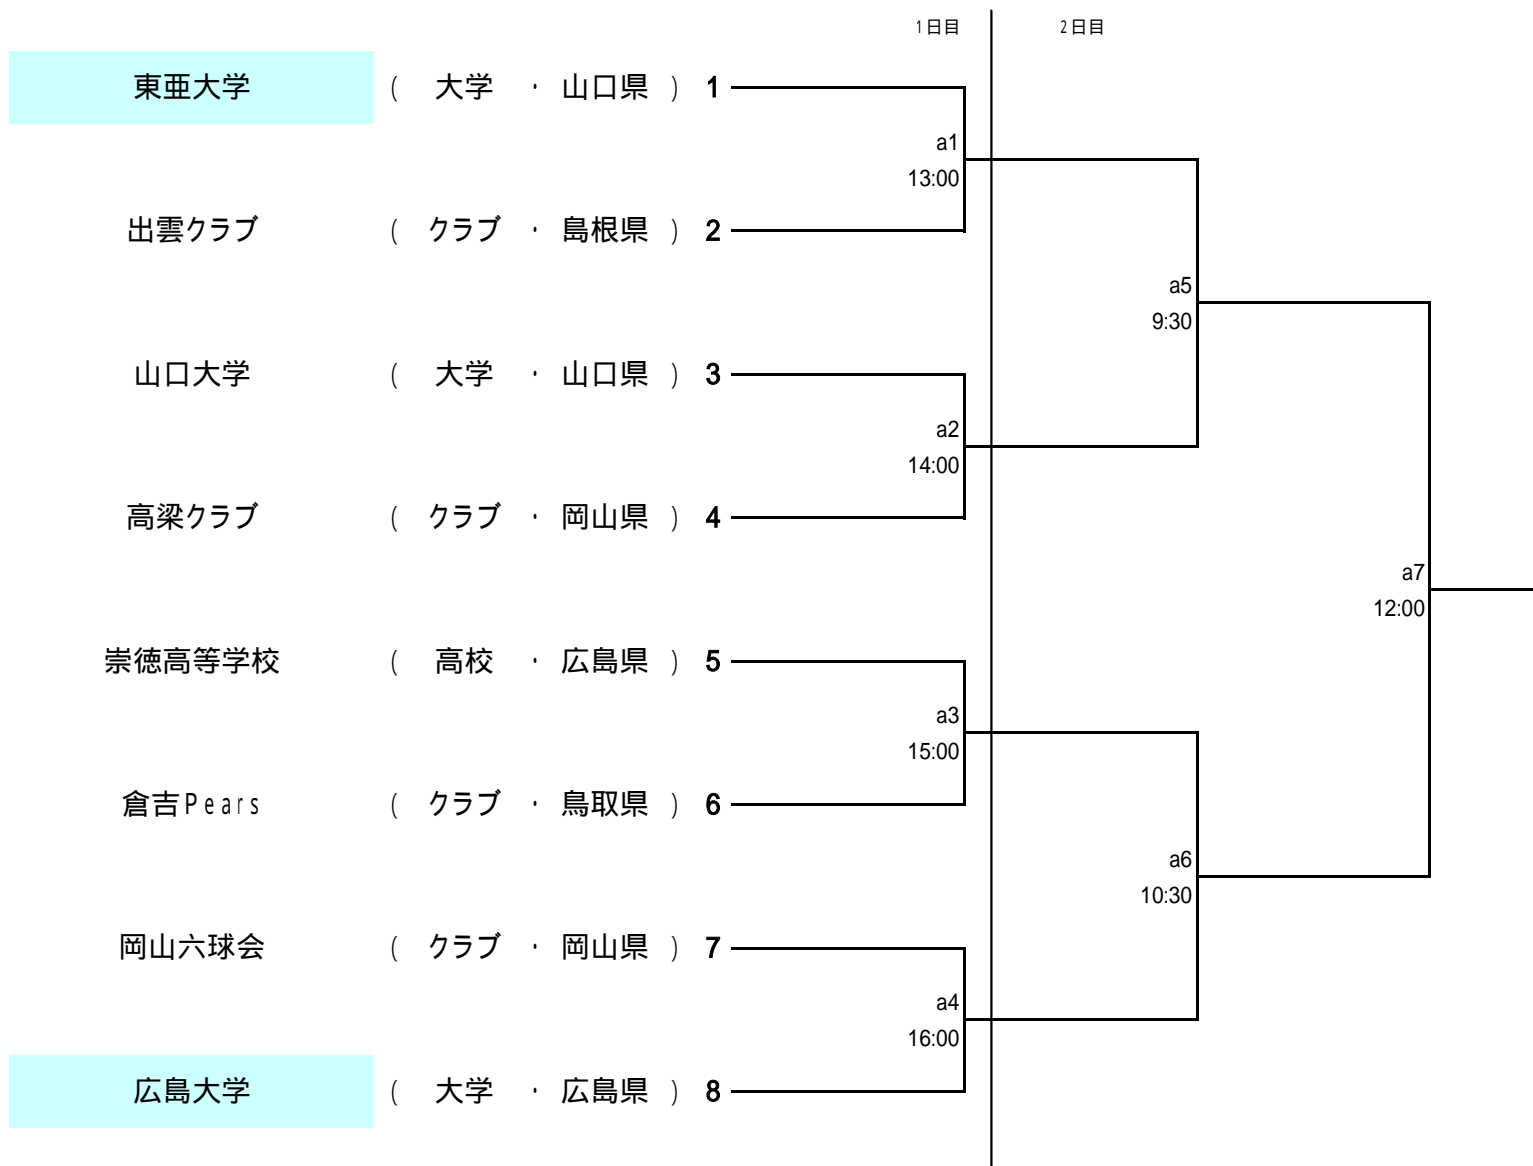 1日目 2日目
東亜大学 ( 大学 ・ 山口県 ) 1
a1
13:00
出雲クラブ ( クラブ ・ 島根県 ) 2
a5
9:30
山口大学 ( 大学 ・ 山口県 ) 3
a2
14:00
高梁クラブ ( クラブ ・ 岡山県 ) 4
a7
12:00
崇徳高等学校 ( 高校 ・ 広島県 ) 5
a3
15:00
倉吉Pears ( クラブ ・ 鳥取県 ) 6
a6
10:30
岡山六球会 ( クラブ ・ 岡山県 ) 7
a4
16:00
広島大学 ( 大学 ・ 広島県 ) 8